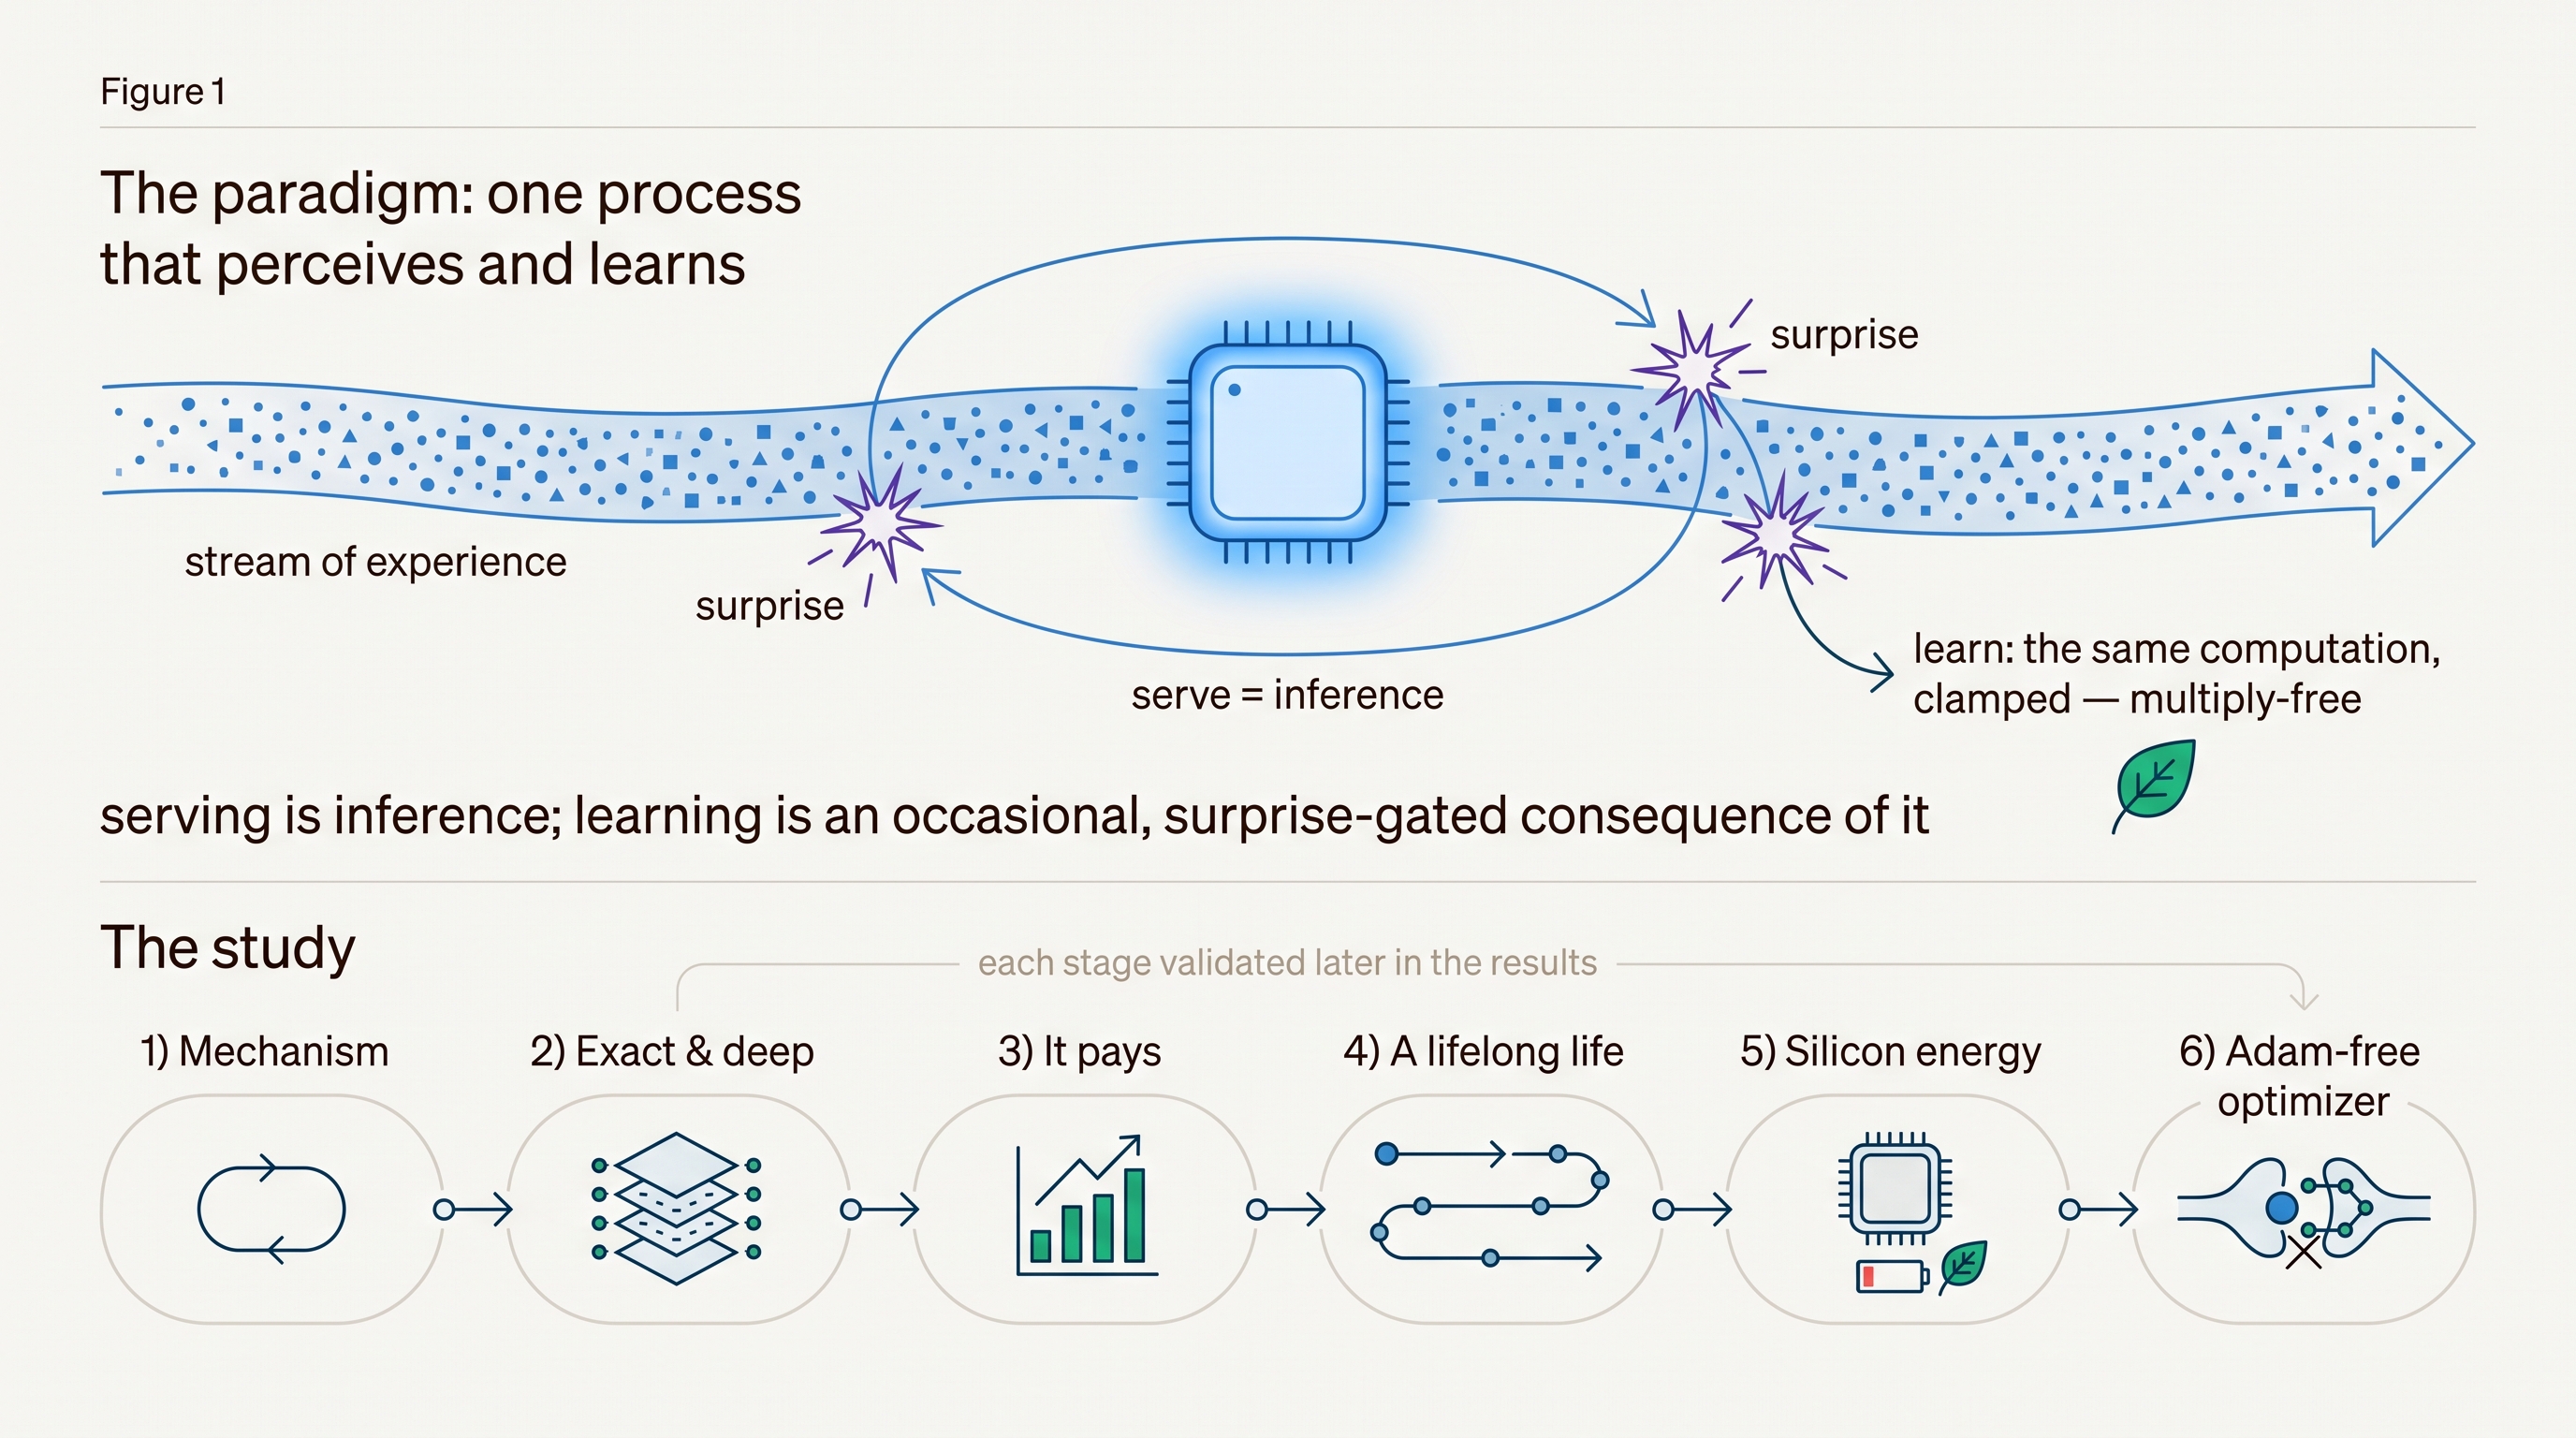 Figure 1
The paradigm: one process
that perceives and learns
surprise
stream of experience
surprise
learn: the same computation,
clamped — multiply-free
serve = inference
serving is inference; learning is an occasional, surprise-gated consequence of it
The study
each stage validated later in the results
1) Mechanism
2) Exact & deep
3) It pays
4) A lifelong life
5) Silicon energy
6) Adam-free
optimizer